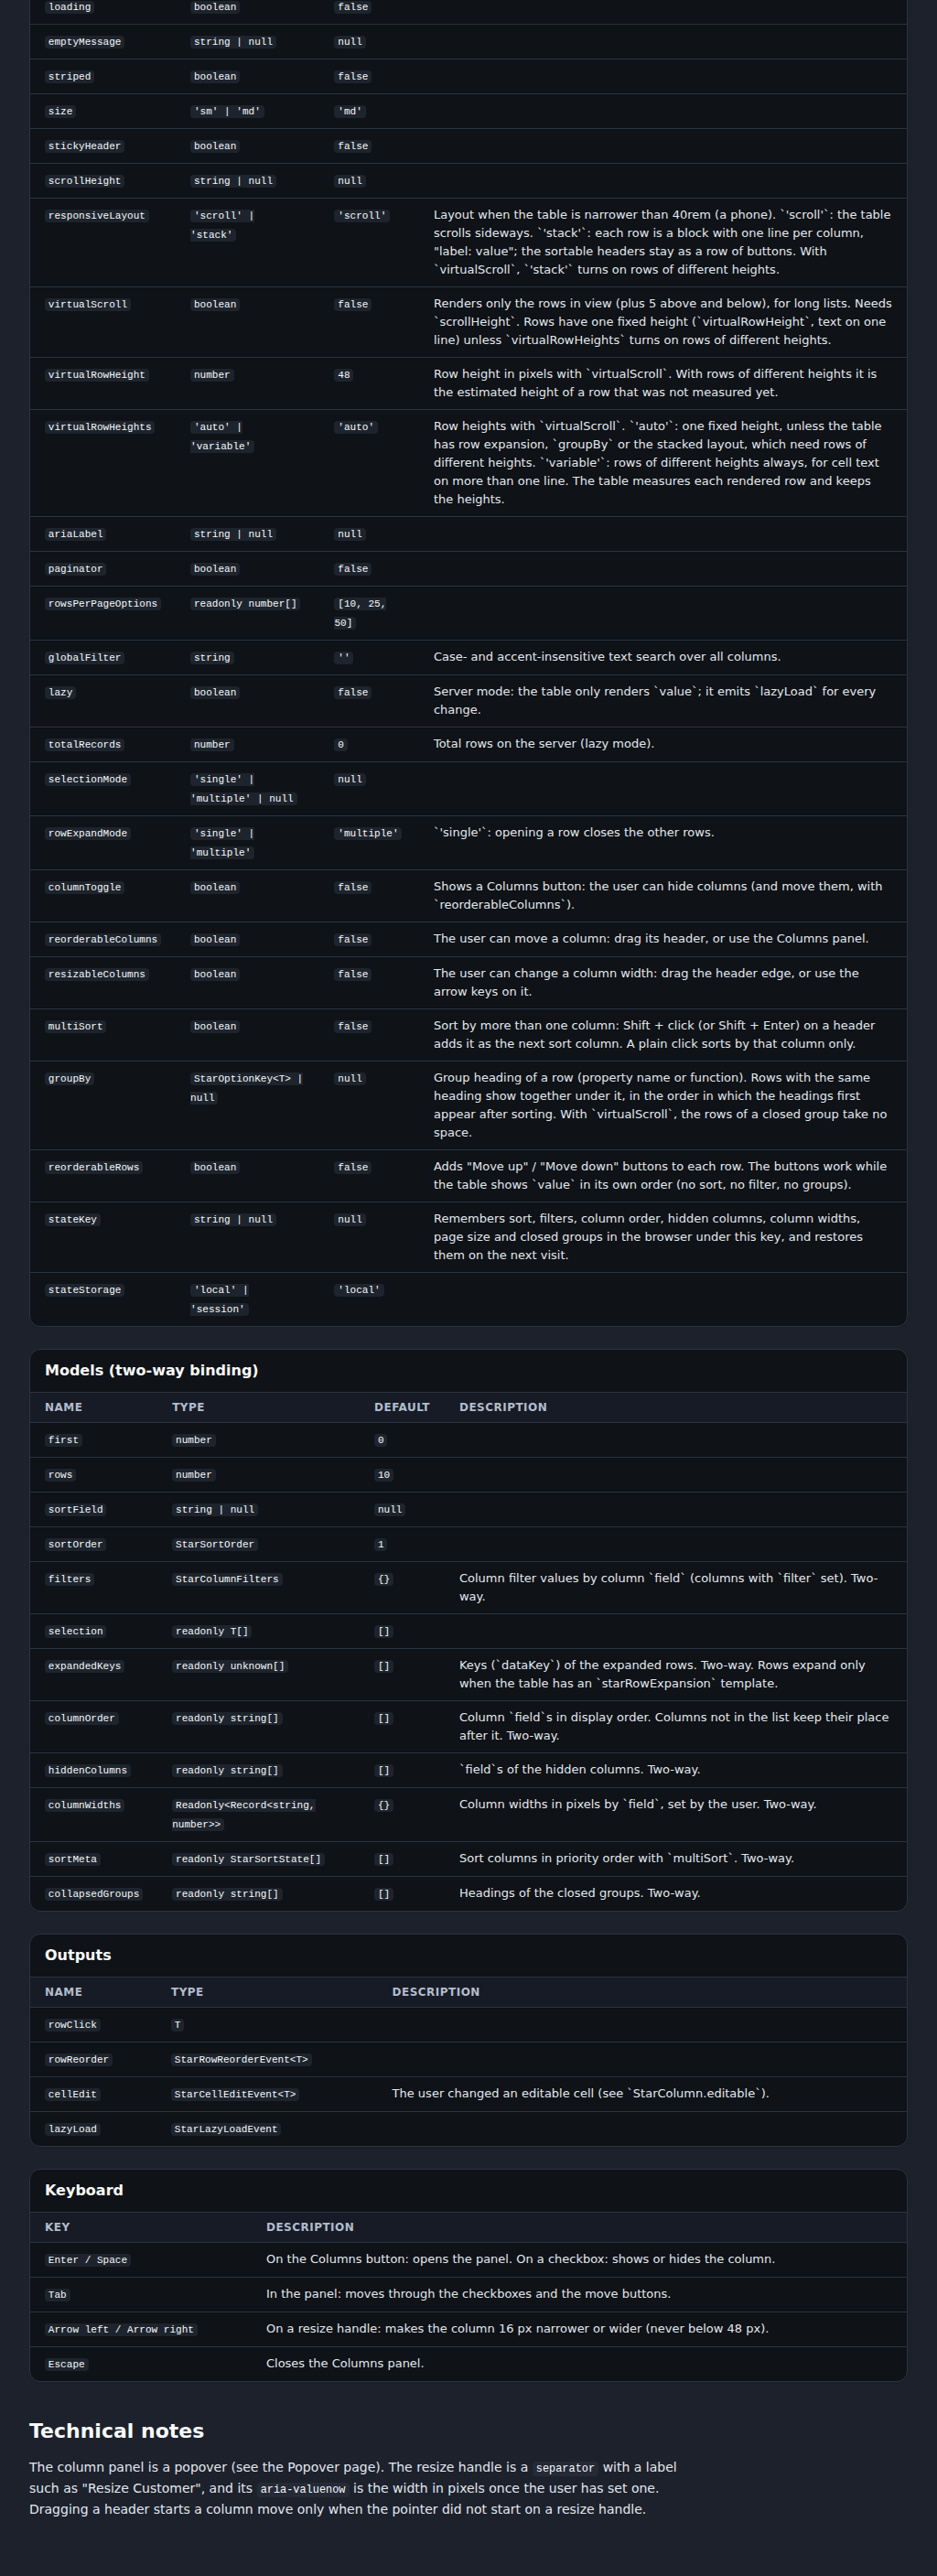 loading boolean false
emptyMessage string | null null
striped boolean false
size 'sm' | 'md' 'md'
stickyHeader boolean false
scrollHeight string | null null
responsiveLayout 'scroll' | 'scroll' Layout when the table is narrower than 40rem (a phone). `'scroll'`: the table
'stack' scrolls sideways. `'stack'`: each row is a block with one line per column,
"label: value"; the sortable headers stay as a row of buttons. With
`virtualScroll`, `'stack'` turns on rows of different heights.
virtualScroll boolean false Renders only the rows in view (plus 5 above and below), for long lists. Needs
`scrollHeight`. Rows have one fixed height (`virtualRowHeight`, text on one
line) unless `virtualRowHeights` turns on rows of different heights.
virtualRowHeight number 48 Row height in pixels with `virtualScroll`. With rows of different heights it is
the estimated height of a row that was not measured yet.
virtualRowHeights 'auto' | 'auto' Row heights with `virtualScroll`. `'auto'`: one fixed height, unless the table
'variable' has row expansion, `groupBy` or the stacked layout, which need rows of
different heights. `'variable'`: rows of different heights always, for cell text
on more than one line. The table measures each rendered row and keeps
the heights.
ariaLabel string | null null
paginator boolean false
rowsPerPageOptions readonly number[] [10, 25,
50]
globalFilter string '' Case- and accent-insensitive text search over all columns.
lazy boolean false Server mode: the table only renders `value`; it emits `lazyLoad` for every
change.
totalRecords number 0 Total rows on the server (lazy mode).
selectionMode 'single' | null
'multiple' | null
rowExpandMode 'single' | 'multiple' `'single'`: opening a row closes the other rows.
'multiple'
columnToggle boolean false Shows a Columns button: the user can hide columns (and move them, with
`reorderableColumns`).
reorderableColumns boolean false The user can move a column: drag its header, or use the Columns panel.
resizableColumns boolean false The user can change a column width: drag the header edge, or use the
arrow keys on it.
multiSort boolean false Sort by more than one column: Shift + click (or Shift + Enter) on a header
adds it as the next sort column. A plain click sorts by that column only.
groupBy StarOptionKey<T> | null Group heading of a row (property name or function). Rows with the same
null heading show together under it, in the order in which the headings first
appear after sorting. With `virtualScroll`, the rows of a closed group take no
space.
reorderableRows boolean false Adds "Move up" / "Move down" buttons to each row. The buttons work while
the table shows `value` in its own order (no sort, no filter, no groups).
stateKey string | null null Remembers sort, filters, column order, hidden columns, column widths,
page size and closed groups in the browser under this key, and restores
them on the next visit.
stateStorage 'local' | 'local'
'session'
Models (two-way binding)
NAME TYPE DEFAULT DESCRIPTION
first number 0
rows number 10
sortField string | null null
sortOrder StarSortOrder 1
filters StarColumnFilters {} Column filter values by column `field` (columns with `filter` set). Two-
way.
selection readonly T[] []
expandedKeys readonly unknown[] [] Keys (`dataKey`) of the expanded rows. Two-way. Rows expand only
when the table has an `starRowExpansion` template.
columnOrder readonly string[] [] Column `field`s in display order. Columns not in the list keep their place
after it. Two-way.
hiddenColumns readonly string[] [] `field`s of the hidden columns. Two-way.
columnWidths Readonly<Record<string, {} Column widths in pixels by `field`, set by the user. Two-way.
number>>
sortMeta readonly StarSortState[] [] Sort columns in priority order with `multiSort`. Two-way.
collapsedGroups readonly string[] [] Headings of the closed groups. Two-way.
Outputs
NAME TYPE DESCRIPTION
rowClick T
rowReorder StarRowReorderEvent<T>
cellEdit StarCellEditEvent<T> The user changed an editable cell (see `StarColumn.editable`).
lazyLoad StarLazyLoadEvent
Keyboard
KEY DESCRIPTION
Enter / Space On the Columns button: opens the panel. On a checkbox: shows or hides the column.
Tab In the panel: moves through the checkboxes and the move buttons.
Arrow left / Arrow right On a resize handle: makes the column 16 px narrower or wider (never below 48 px).
Escape Closes the Columns panel.
Technical notes
The column panel is a popover (see the Popover page). The resize handle is a separator with a label
such as "Resize Customer", and its aria-valuenow is the width in pixels once the user has set one.
Dragging a header starts a column move only when the pointer did not start on a resize handle.